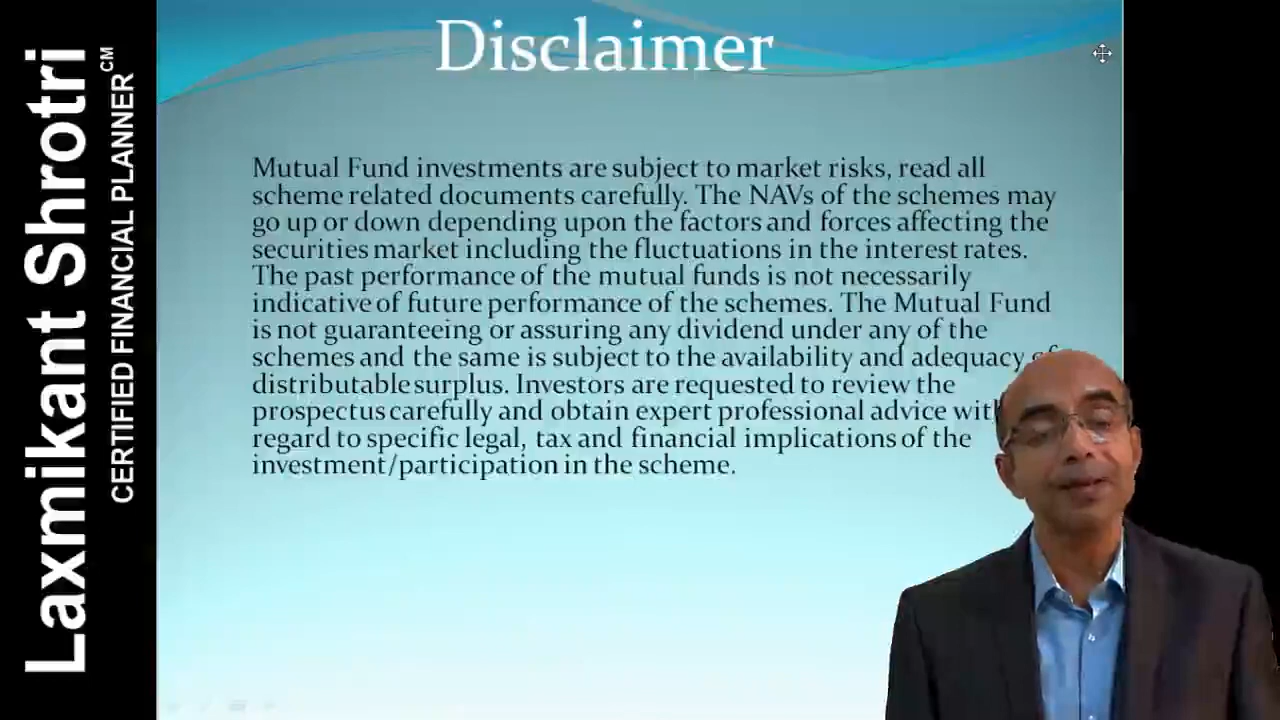 Laxmikant Shrotri
CERTIFIED FINANCIAL PLANNER CM
Disclaimer
Mutual Fund investments are subject to market risks, read all
scheme related documents carefully. The NAVs of the schemes may
go up or down depending upon the factors and forces affecting the
securities market including the fluctuations in the interest rates.
The past performance of the mutual funds is not necessarily
indicative of future performance of the schemes. The Mutual Fund
is not guaranteeing or assuring any dividend under any of the
schemes and the same is subject to the availability and adequacy of
distributable surplus. Investors are requested to review the
prospectus carefully and obtain expert professional advice with
regard to specific legal, tax and financial implications of the
investment/participation in the scheme.